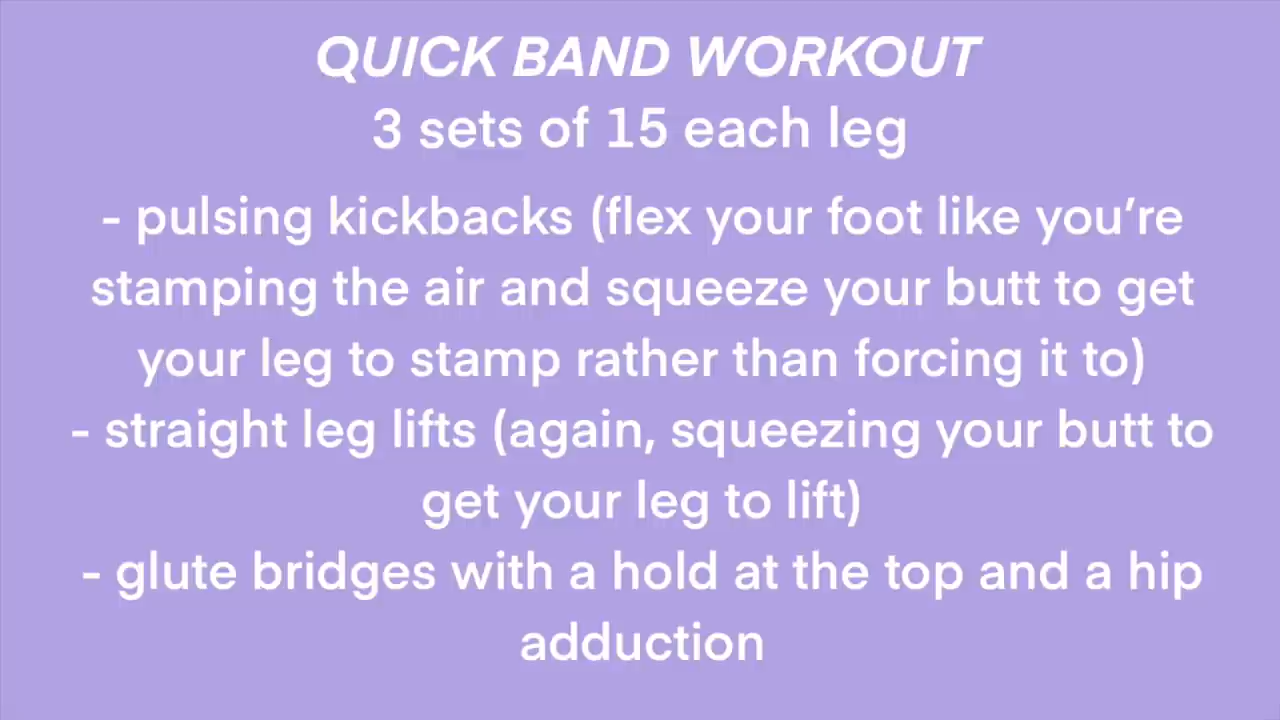 QUICK BAND WORKOUT
3 sets of 15 each leg
- pulsing kickbacks (flex your foot like you’re
stamping the air and squeeze your butt to get
your leg to stamp rather than forcing it to)
- straight leg lifts (again, squeezing your butt to
get your leg to lift)
- glute bridges with a hold at the top and a hip
adduction